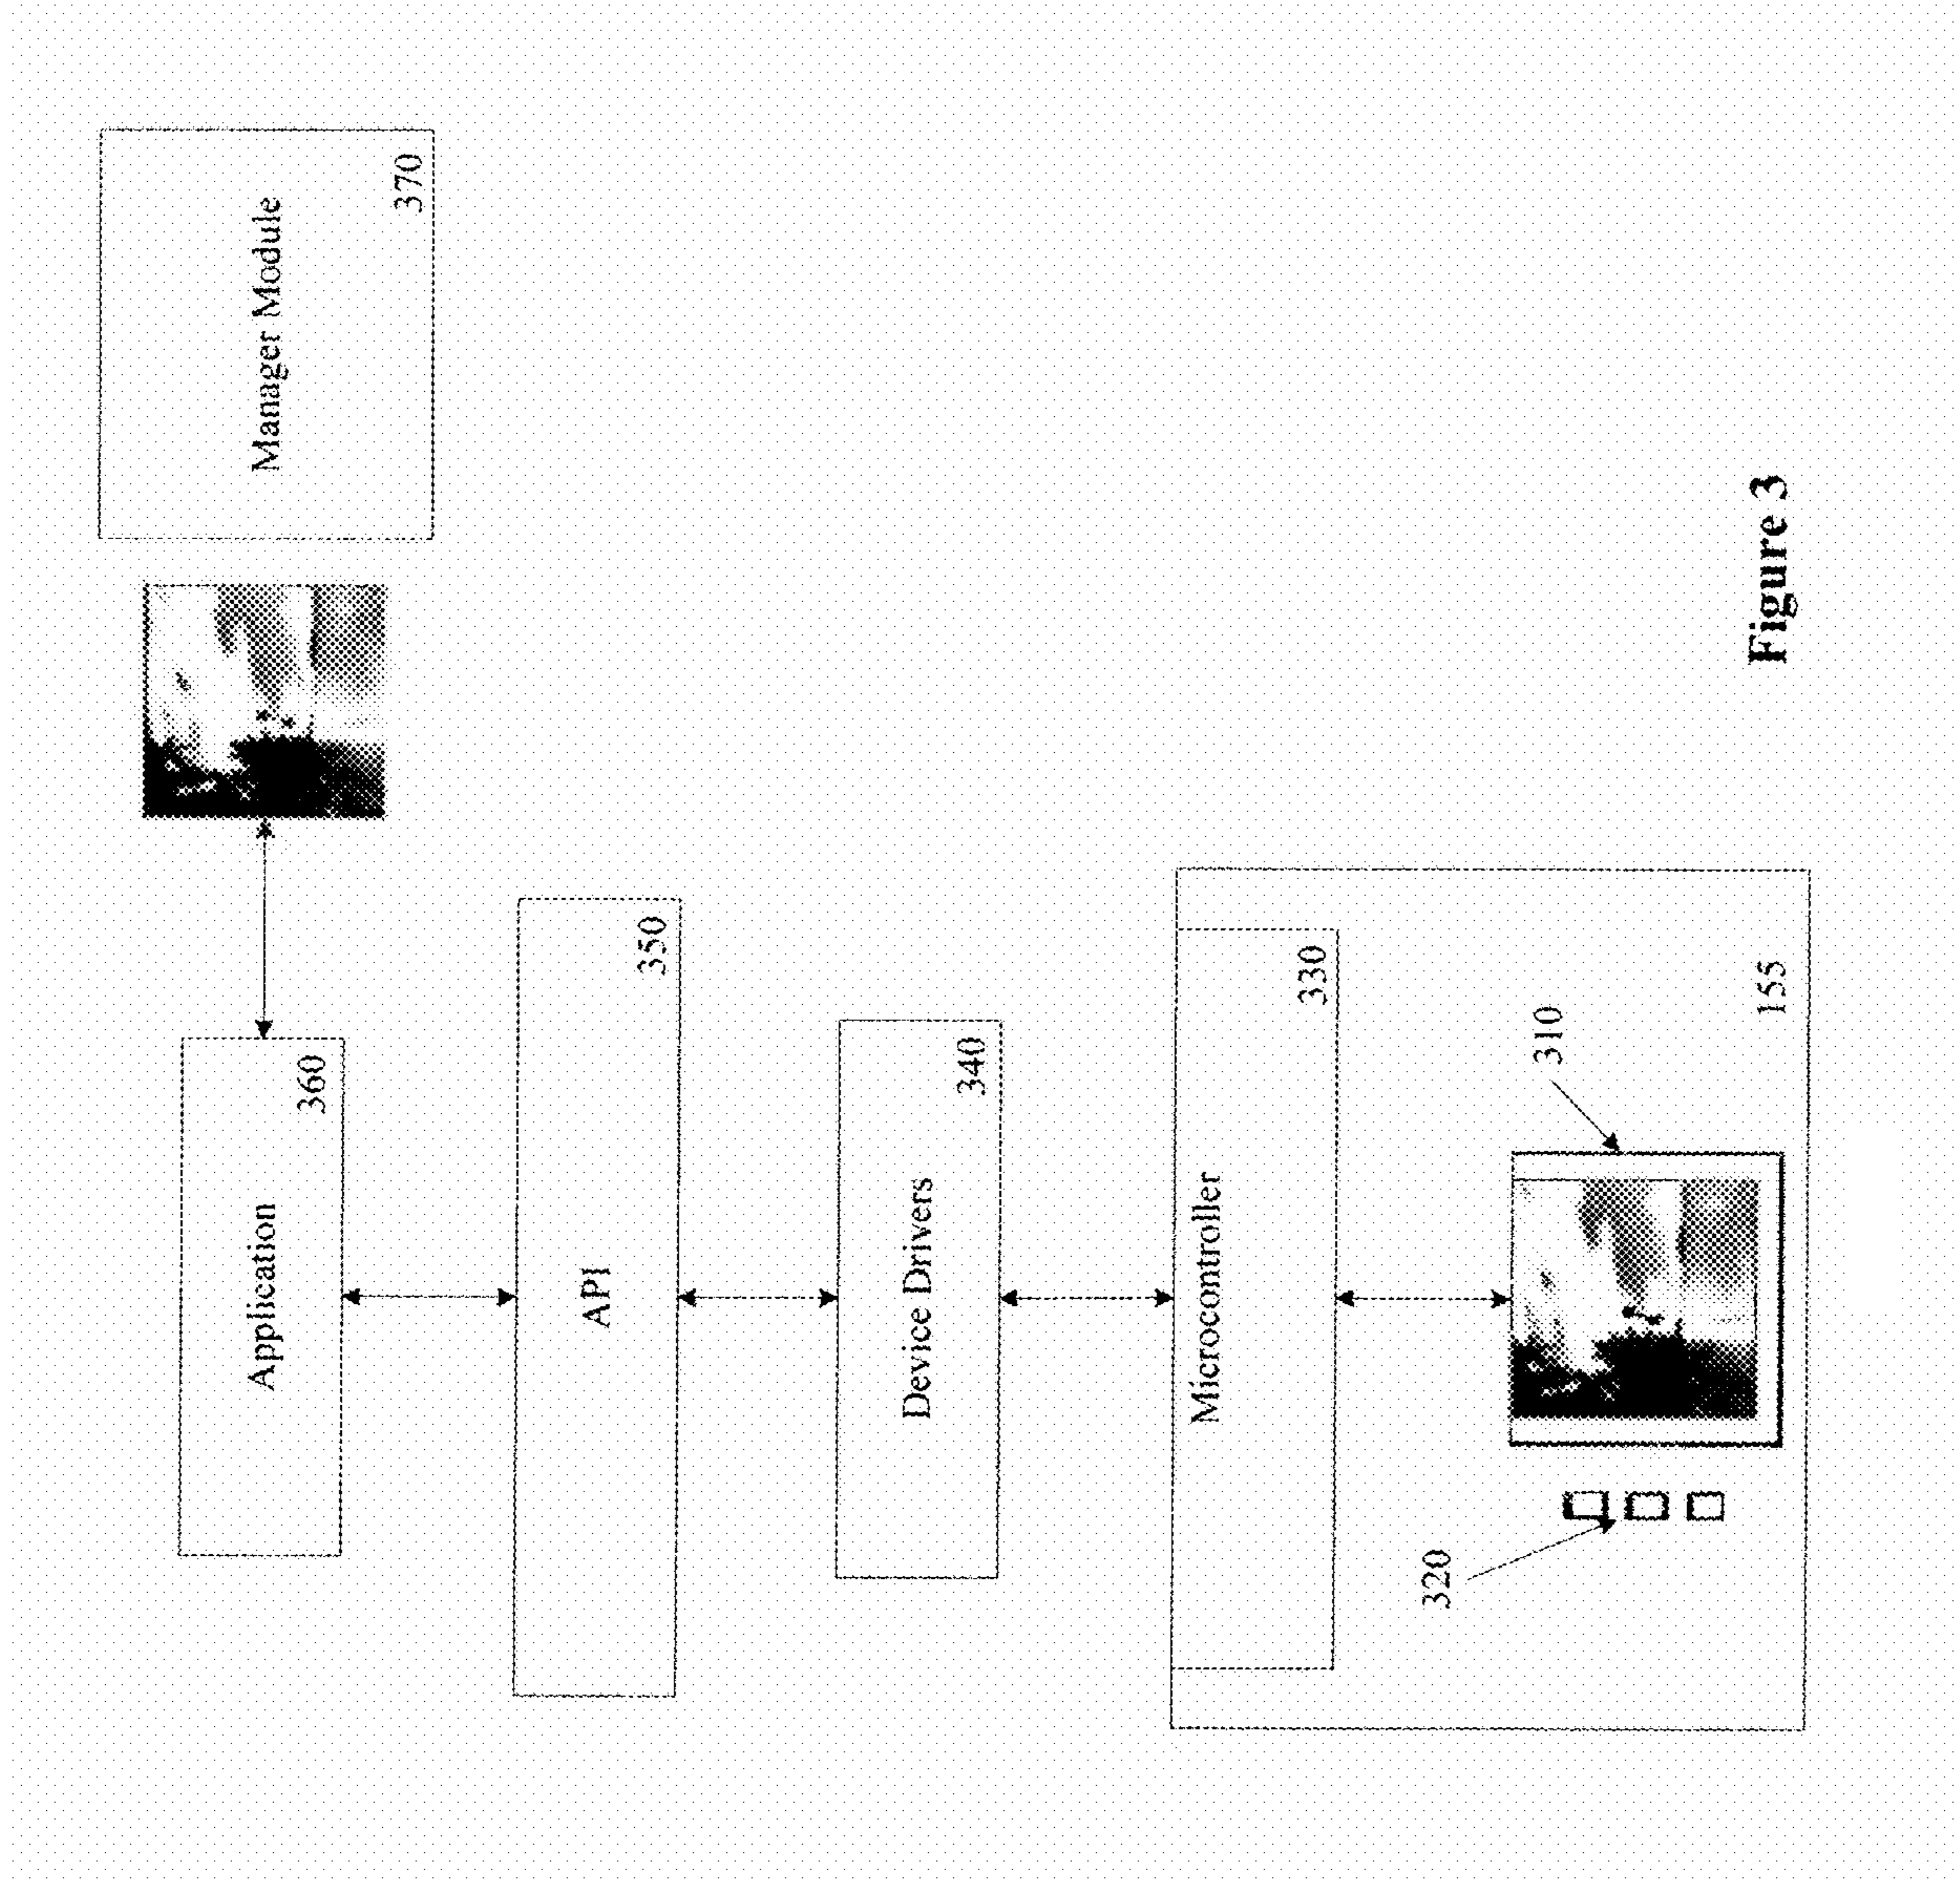 Application
360
Manager Module
370
API
350
Device Drivers
340
Microcontroller
330
310
320
155
Figure 3